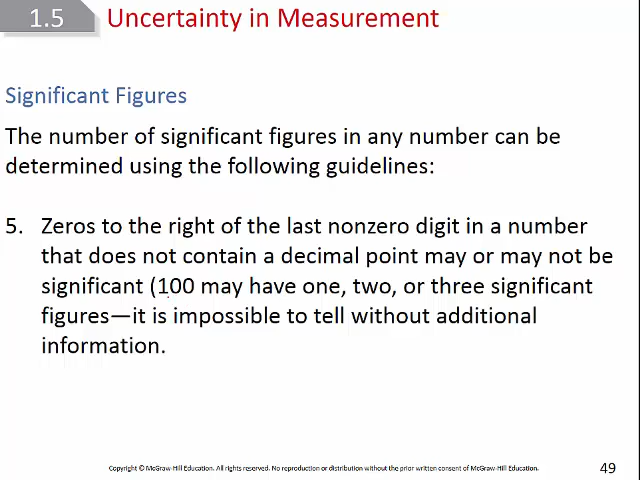 1.5 Uncertainty in Measurement
Significant Figures
The number of significant figures in any number can be
determined using the following guidelines:
5. Zeros to the right of the last nonzero digit in a number
that does not contain a decimal point may or may not be
significant (100 may have one, two, or three significant
figures—it is impossible to tell without additional
information.
Copyright © McGraw-Hill Education. All rights reserved. No reproduction or distribution without the prior written consent of McGraw-Hill Education.
49